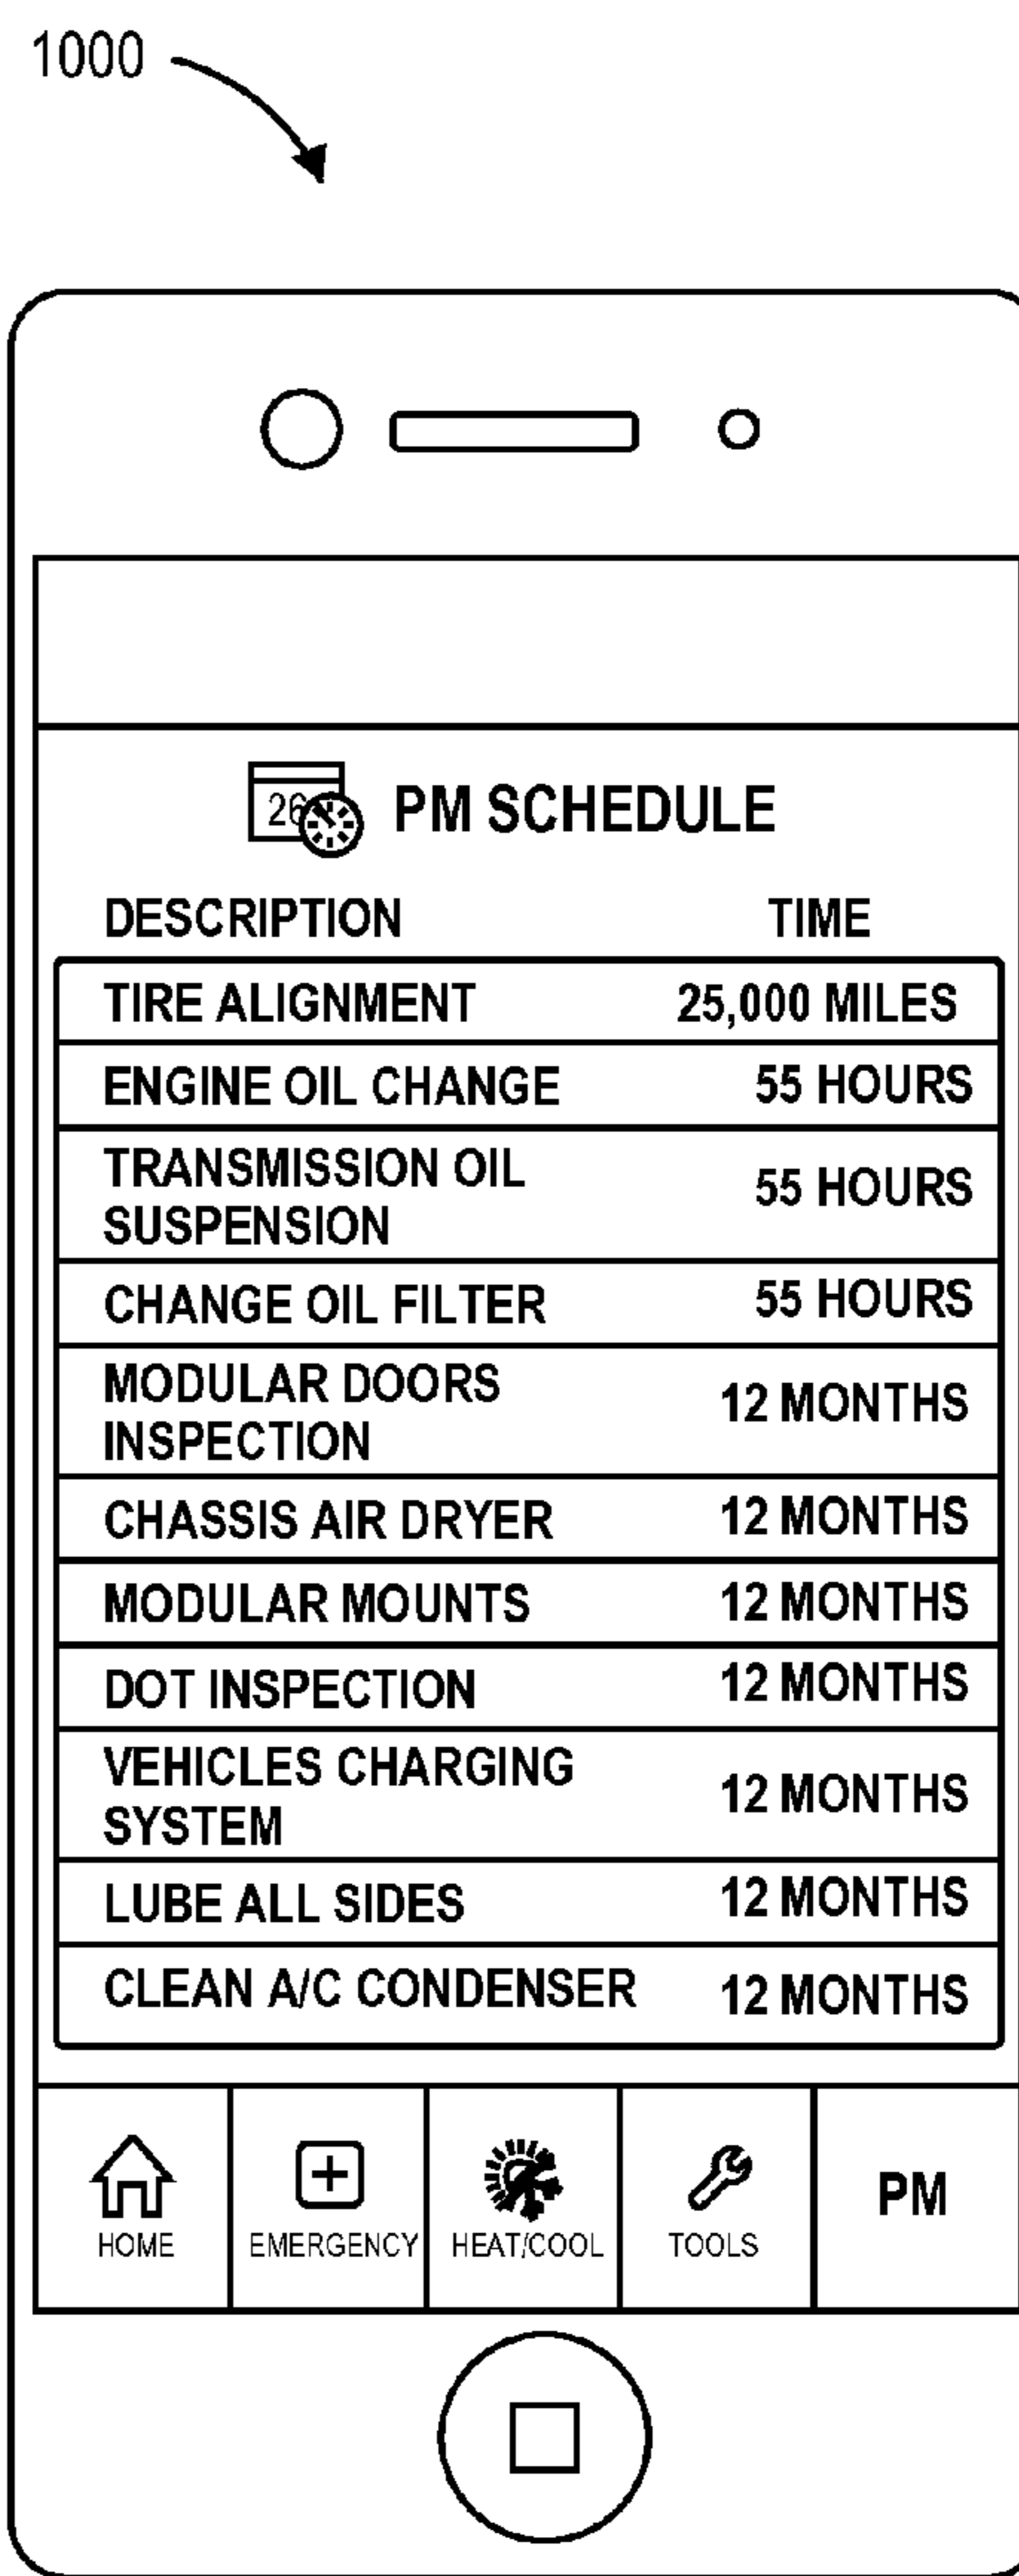 1000
26
PM SCHEDULE
DESCRIPTION TIME
TIRE ALIGNMENT 25,000 MILES
ENGINE OIL CHANGE 55 HOURS
TRANSMISSION OIL
SUSPENSION 55 HOURS
CHANGE OIL FILTER 55 HOURS
MODULAR DOORS
INSPECTION 12 MONTHS
CHASSIS AIR DRYER 12 MONTHS
MODULAR MOUNTS 12 MONTHS
DOT INSPECTION 12 MONTHS
VEHICLES CHARGING
SYSTEM 12 MONTHS
LUBE ALL SIDES 12 MONTHS
CLEAN A/C CONDENSER 12 MONTHS
HOME EMERGENCY HEAT/COOL TOOLS PM